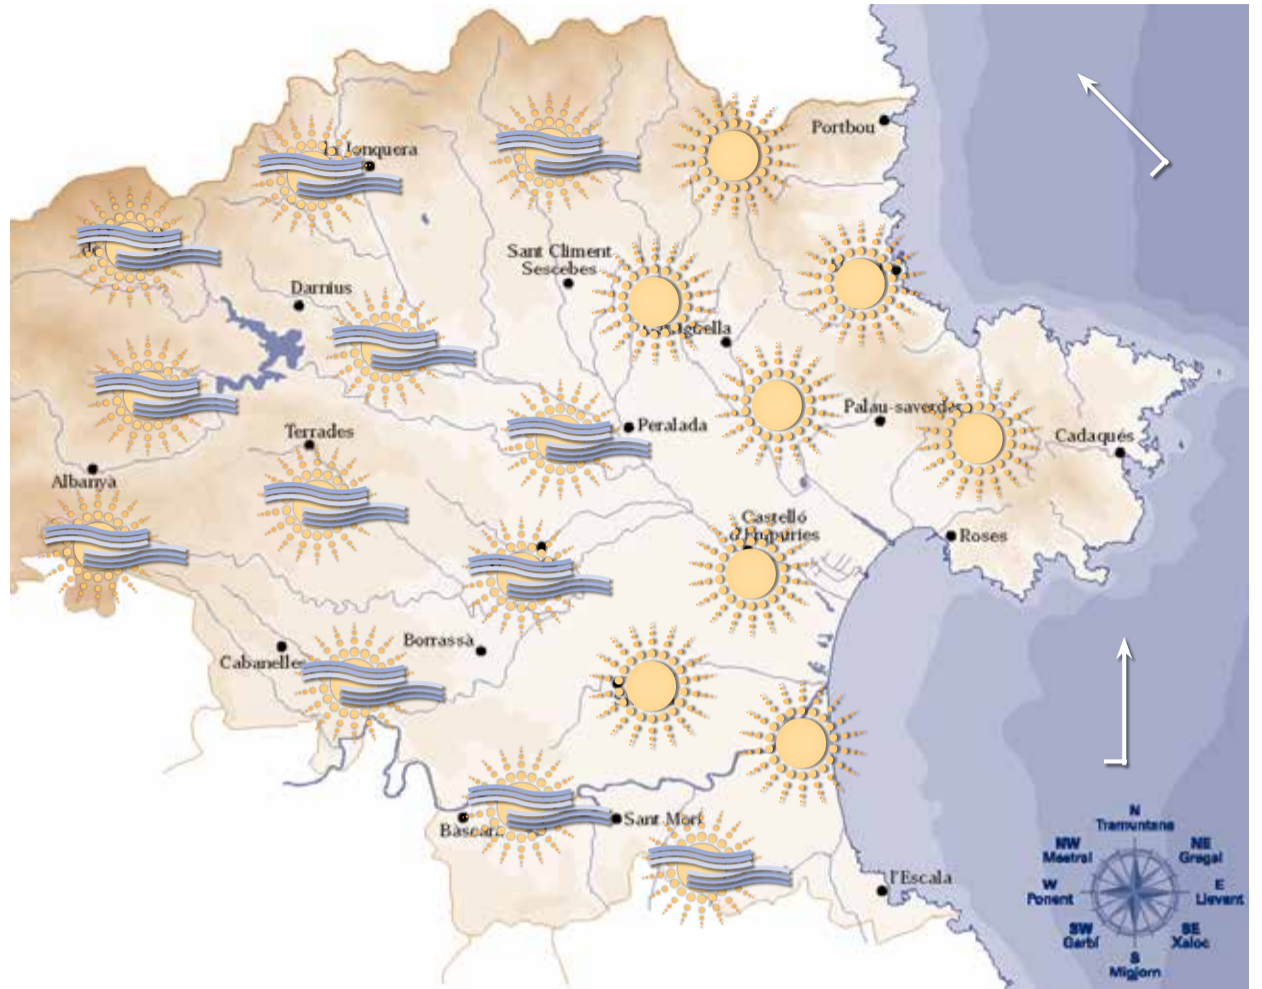 Portbou
Jonquera
Sant Climent
Sescebes
Darnius
Peralada
Palau-saverdera
Cadaqués
Terrades
Albanyà
Castelló
d'Empúries
Roses
Borrassà
Cabanelles
Bàscara
Sant Mori
l'Escala
N
Tramuntana
NW
Mestral
NE
Gregal
W
Ponent
E
Llevant
SW
Garbí
SE
Xaloc
S
Migjorn